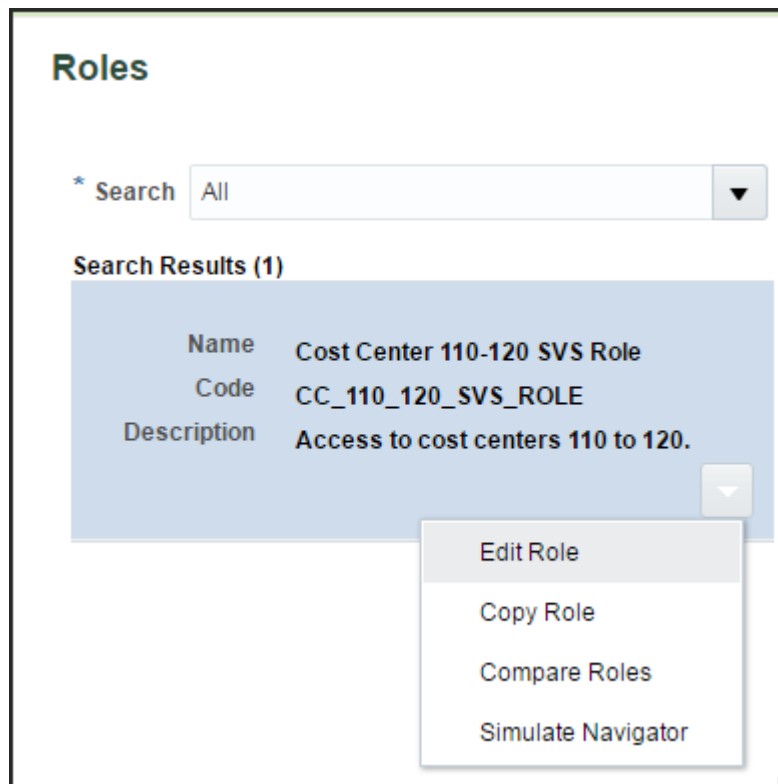 Roles
* Search All
Search Results (1)
Name Cost Center 110-120 SVS Role
Code CC_110_120_SVS_ROLE
Description Access to cost centers 110 to 120.
Edit Role
Copy Role
Compare Roles
Simulate Navigator